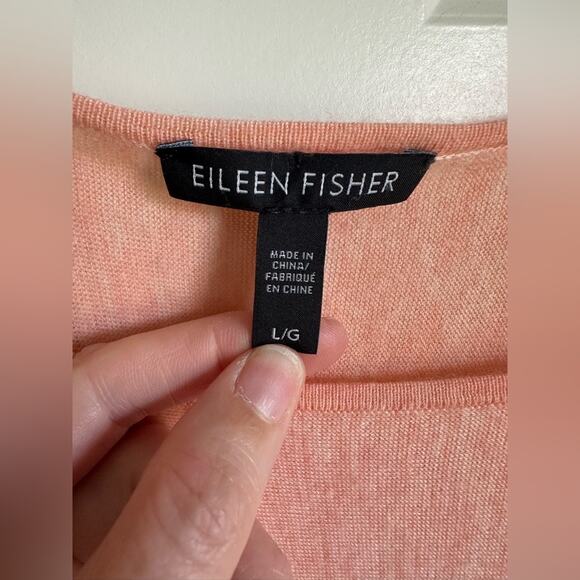 EILEEN FISHER
MADE IN
CHINA/
FABRIQUÉ
EN CHINE
L/G